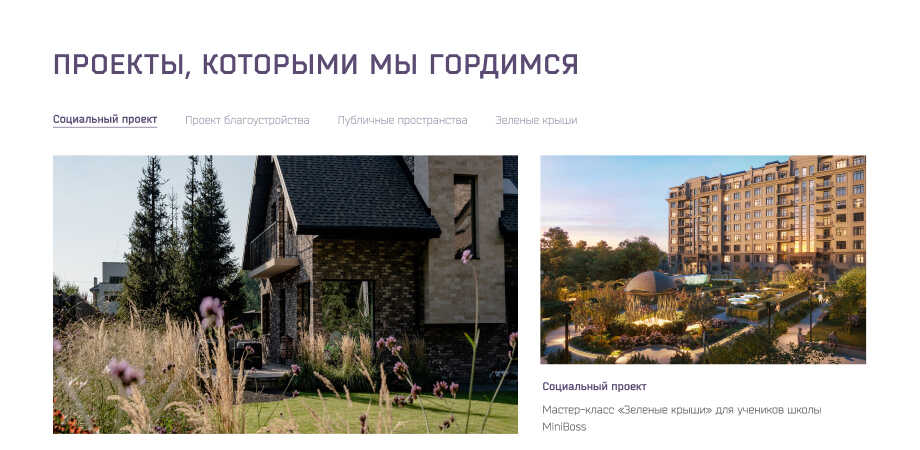 ПРОЕКТЫ, КОТОРЫМИ МЫ ГОРДИМСЯ
Социальный проект
Проект благоустройства
Публичные пространства
Зеленые крыши
Социальный проект
Мастер-класс «Зеленые крыши» для учеников школы
MiniBoss